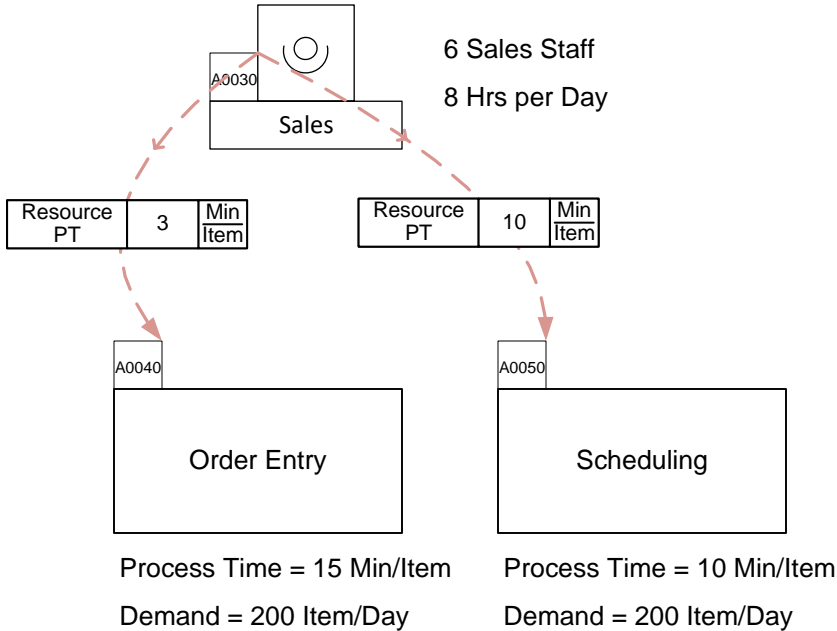 6 Sales Staff
A0030
8 Hrs per Day
Sales
Resource PT
3
Min
Item
Resource PT
10
Min
Item
A0040
A0050
Order Entry
Scheduling
Process Time = 15 Min/Item
Process Time = 10 Min/Item
Demand = 200 Item/Day
Demand = 200 Item/Day